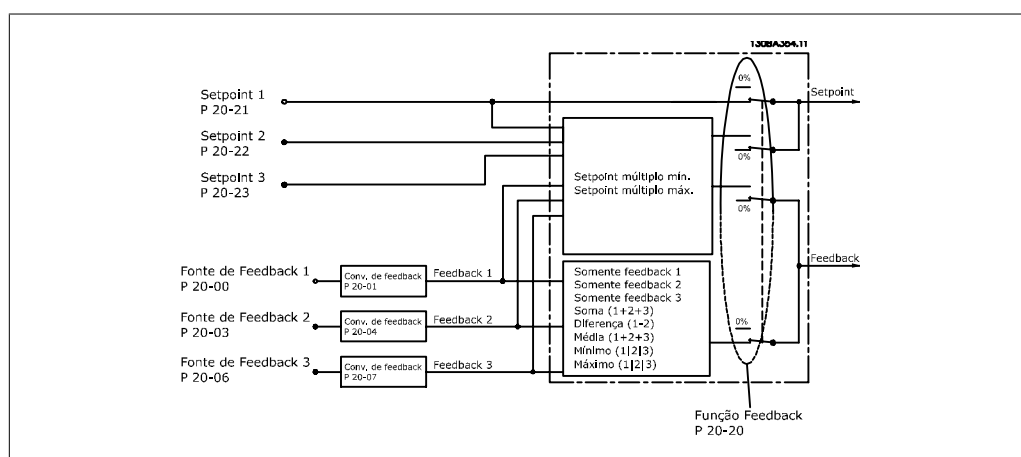 130BA354.11
Setpoint 1
P 20-21
Setpoint 2
P 20-22
Setpoint 3
P 20-23
0%
Setpoint
0%
Setpoint múltiplo mín.
Setpoint múltiplo máx.
0%
Feedback
Fonte de Feedback 1
P 20-00
Conv. de feedback
P 20-01
Feedback 1
Fonte de Feedback 2
P 20-03
Conv. de feedback
P 20-04
Feedback 2
Fonte de Feedback 3
P 20-06
Conv. de feedback
P 20-07
Feedback 3
Somente feedback 1
Somente feedback 2
Somente feedback 3
Soma (1+2+3)
Diferença (1-2)
Média (1+2+3)
Mínimo (1|2|3)
Máximo (1|2|3)
0%
Função Feedback
P 20-20